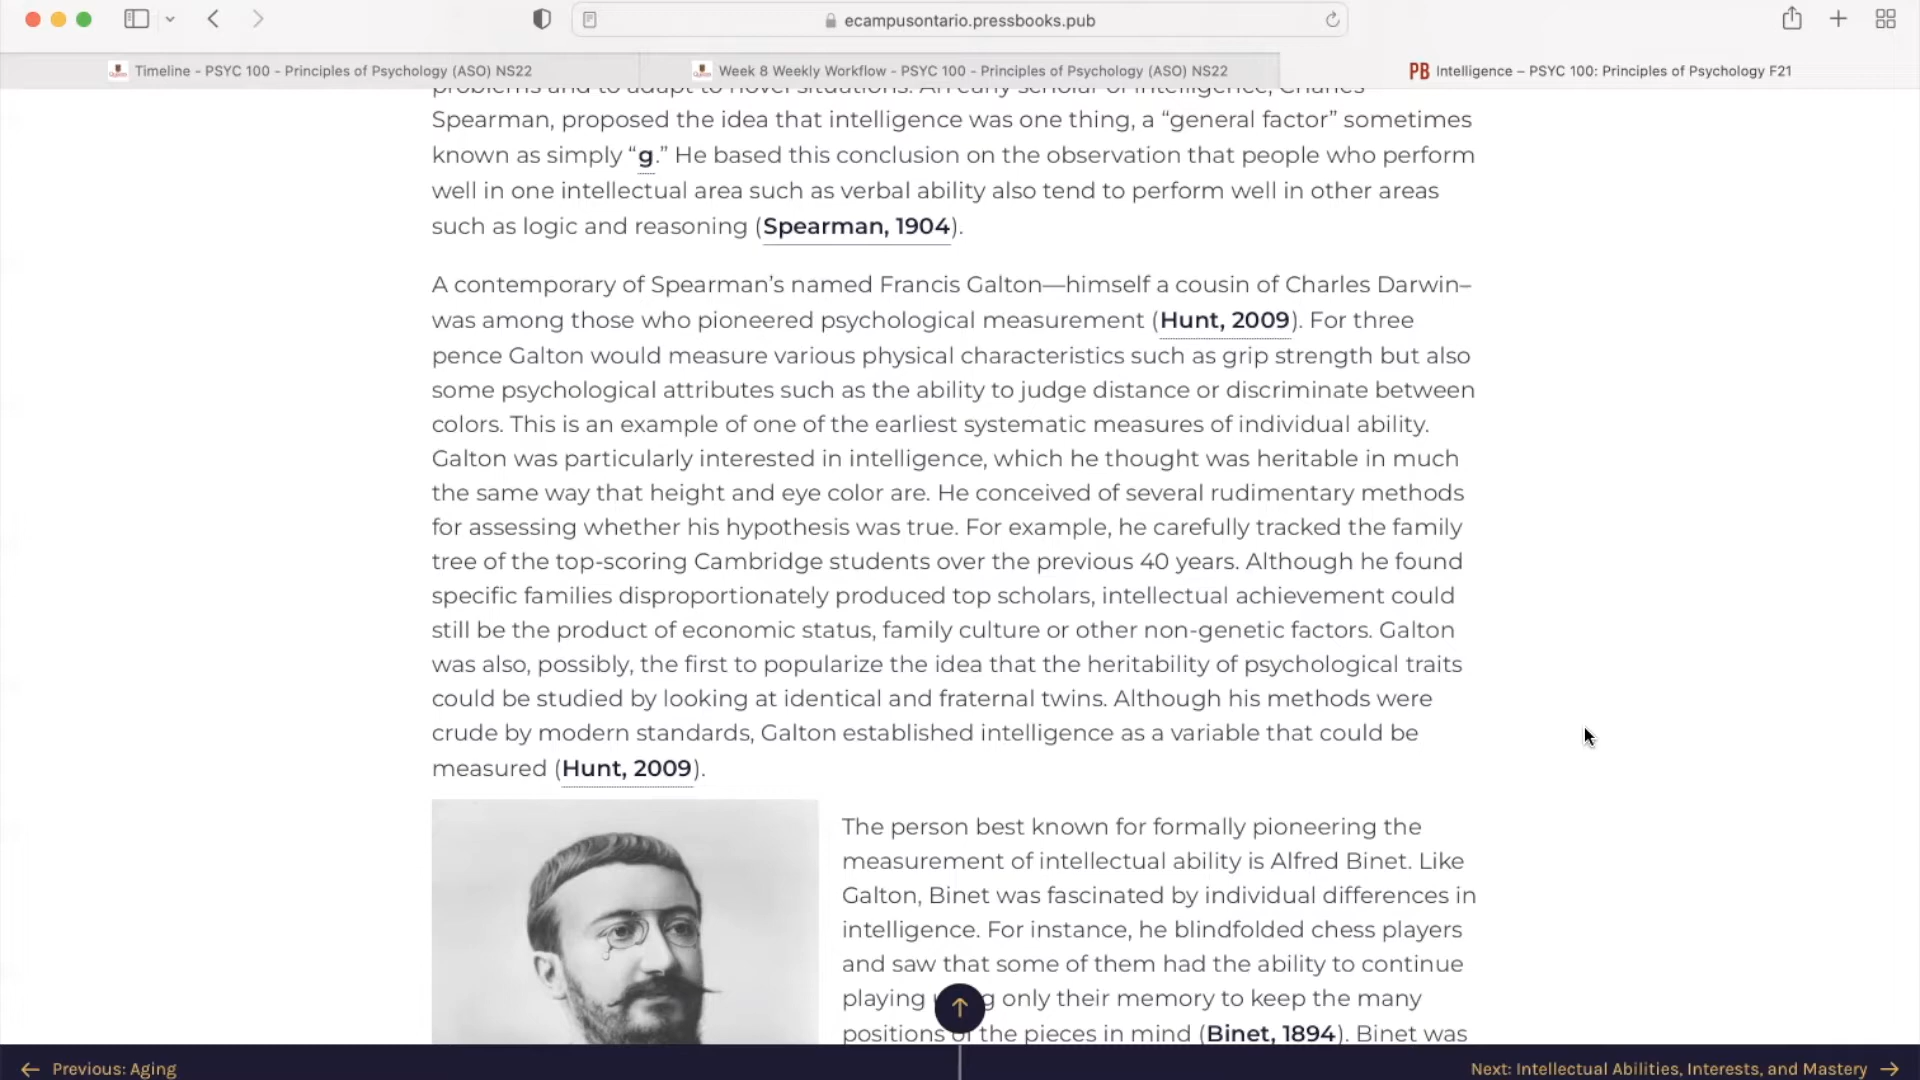 ecampusontario.pressbooks.pub
Timeline - PSYC 100 - Principles of Psychology (ASO) NS22
Week 8 Weekly Workflow - PSYC 100 - Principles of Psychology (ASO) NS22
PB Intelligence – PSYC 100: Principles of Psychology F21
problems and to adapt to novel situations. An early scholar of intelligence, Charles
Spearman, proposed the idea that intelligence was one thing, a “general factor” sometimes
known as simply “g.” He based this conclusion on the observation that people who perform
well in one intellectual area such as verbal ability also tend to perform well in other areas
such as logic and reasoning (Spearman, 1904).
A contemporary of Spearman’s named Francis Galton—himself a cousin of Charles Darwin–
was among those who pioneered psychological measurement (Hunt, 2009). For three
pence Galton would measure various physical characteristics such as grip strength but also
some psychological attributes such as the ability to judge distance or discriminate between
colors. This is an example of one of the earliest systematic measures of individual ability.
Galton was particularly interested in intelligence, which he thought was heritable in much
the same way that height and eye color are. He conceived of several rudimentary methods
for assessing whether his hypothesis was true. For example, he carefully tracked the family
tree of the top-scoring Cambridge students over the previous 40 years. Although he found
specific families disproportionately produced top scholars, intellectual achievement could
still be the product of economic status, family culture or other non-genetic factors. Galton
was also, possibly, the first to popularize the idea that the heritability of psychological traits
could be studied by looking at identical and fraternal twins. Although his methods were
crude by modern standards, Galton established intelligence as a variable that could be
measured (Hunt, 2009).
The person best known for formally pioneering the
measurement of intellectual ability is Alfred Binet. Like
Galton, Binet was fascinated by individual differences in
intelligence. For instance, he blindfolded chess players
and saw that some of them had the ability to continue
playing only their memory to keep the many
positions of the pieces in mind (Binet, 1894). Binet was
← Previous: Aging
Next: Intellectual Abilities, Interests, and Mastery →